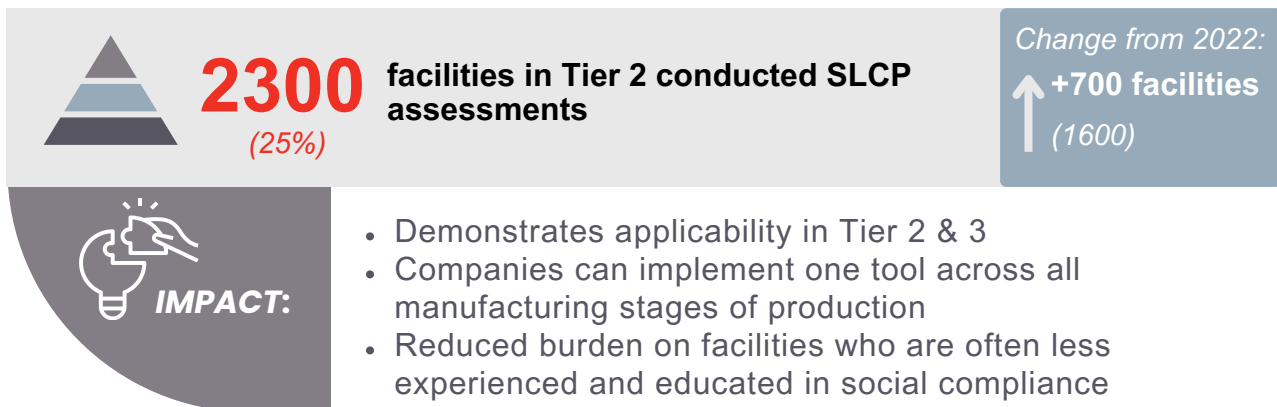 2300
(25%)
facilities in Tier 2 conducted SLCP
assessments
Change from 2022:
+700 facilities
(1600)
IMPACT:
• Demonstrates applicability in Tier 2 & 3
• Companies can implement one tool across all
manufacturing stages of production
• Reduced burden on facilities who are often less
experienced and educated in social compliance